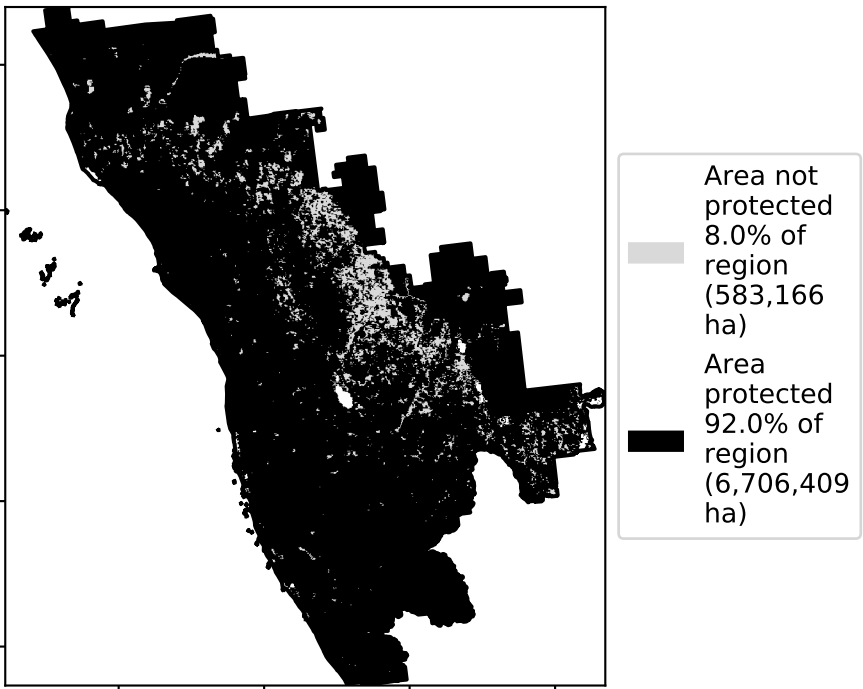 Area not
protected
8.0% of
region
(583,166
ha)
Area
protected
92.0% of
region
(6,706,409
ha)